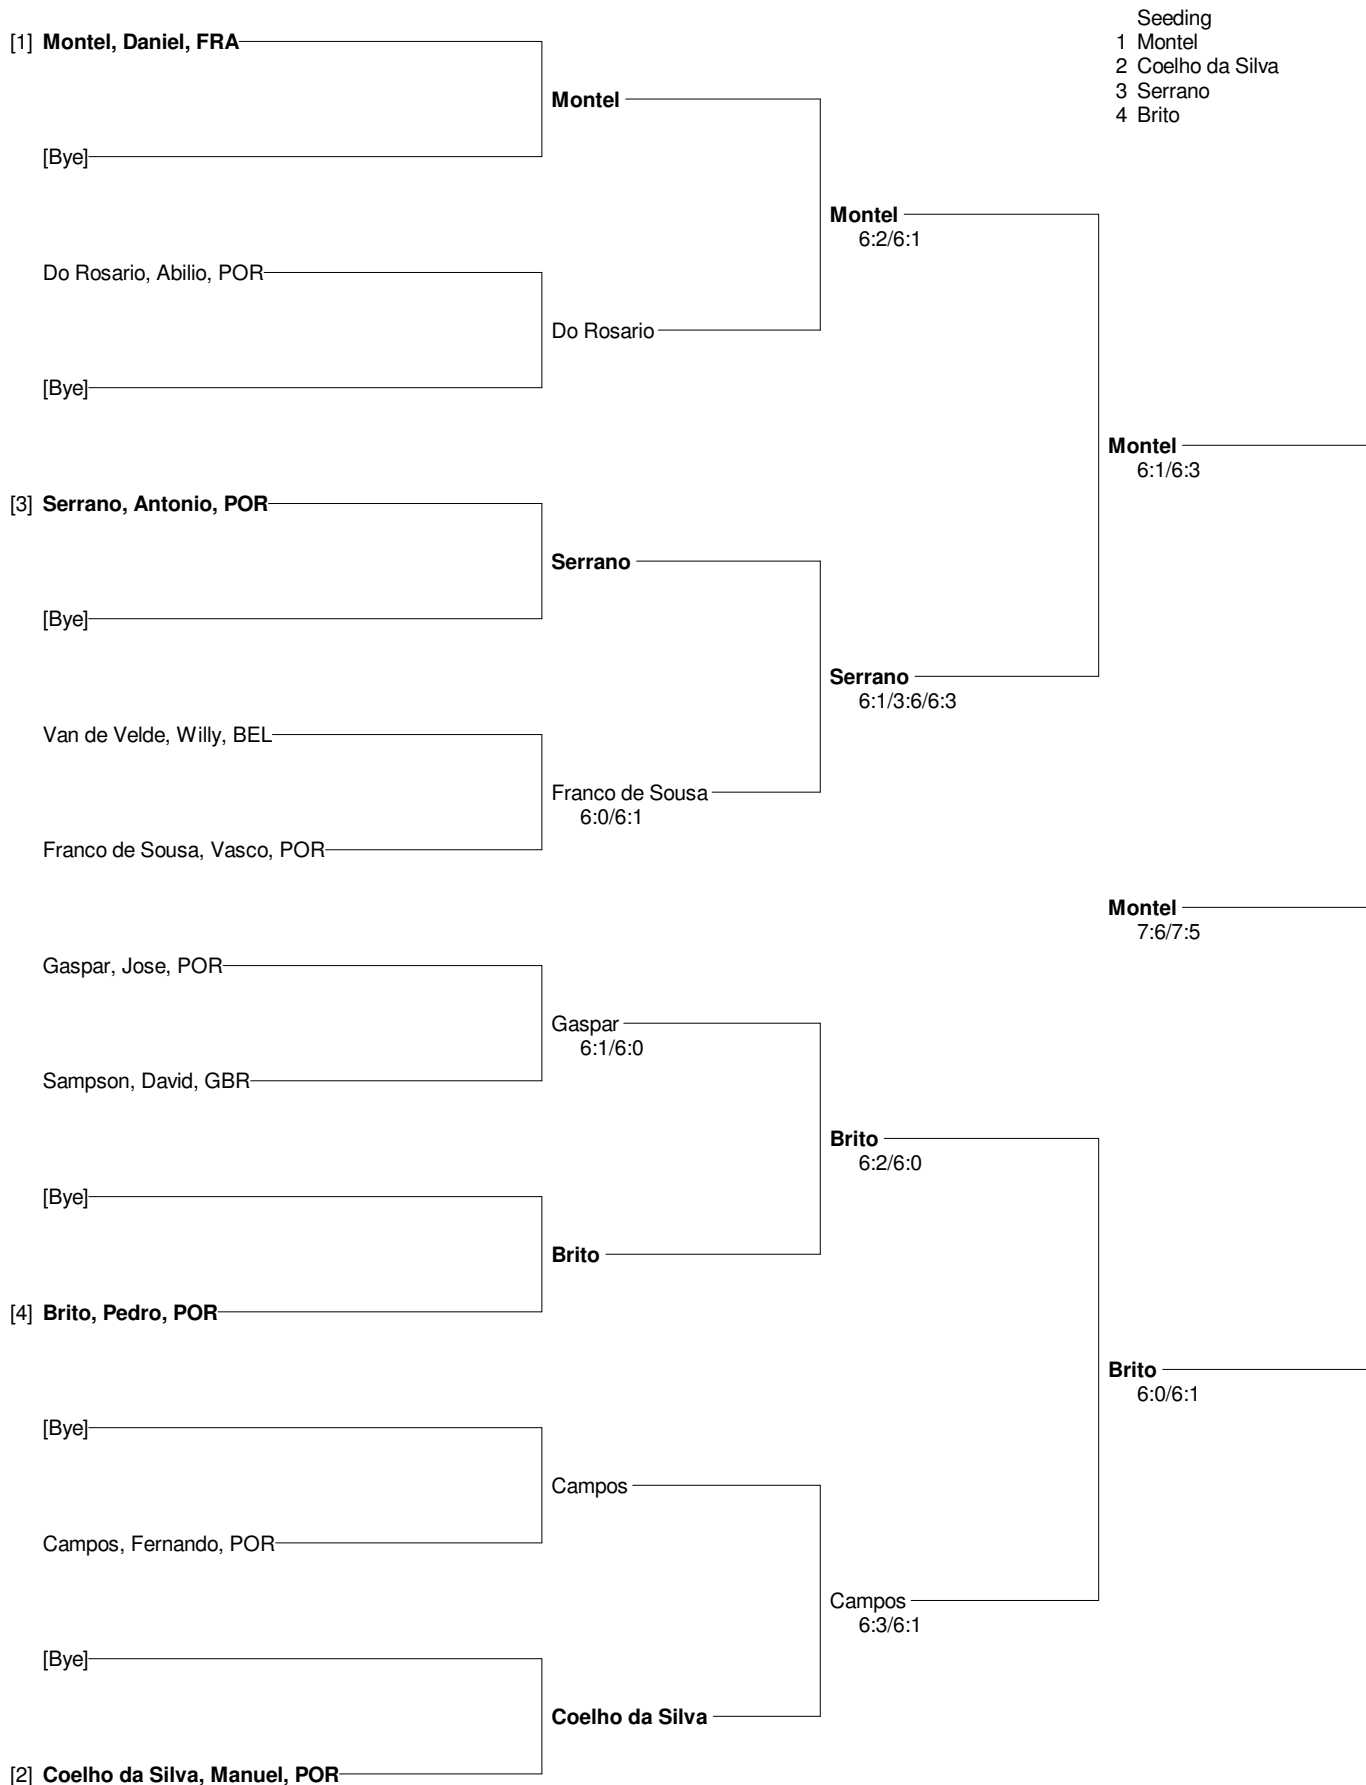 Seeding
1 Montel
2 Coelho da Silva
3 Serrano
4 Brito
[1] Montel, Daniel, FRA
Montel
[Bye]
Montel
6:2/6:1
Do Rosario, Abilio, POR
Do Rosario
[Bye]
Montel
6:1/6:3
[3] Serrano, Antonio, POR
Serrano
[Bye]
Serrano
6:1/3:6/6:3
Van de Velde, Willy, BEL
Franco de Sousa
6:0/6:1
Franco de Sousa, Vasco, POR
Montel
7:6/7:5
Gaspar, Jose, POR
Gaspar
6:1/6:0
Sampson, David, GBR
Brito
6:2/6:0
[Bye]
Brito
[4] Brito, Pedro, POR
Brito
6:0/6:1
[Bye]
Campos
Campos, Fernando, POR
Campos
6:3/6:1
[Bye]
Coelho da Silva
[2] Coelho da Silva, Manuel, POR